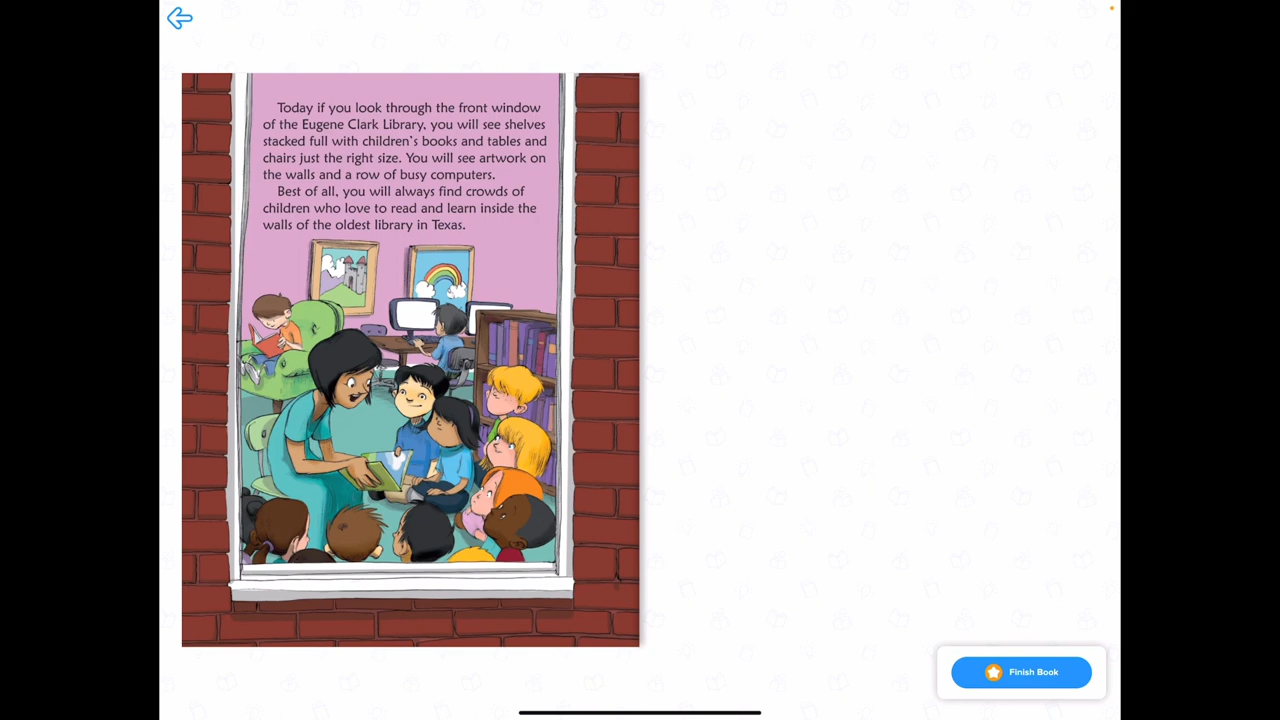 Today if you look through the front window
of the Eugene Clark Library, you will see shelves
stacked full with children's books and tables and
chairs just the right size. You will see artwork on
the walls and a row of busy computers.
Best of all, you will always find crowds of
children who love to read and learn inside the
walls of the oldest library in Texas.
Finish Book